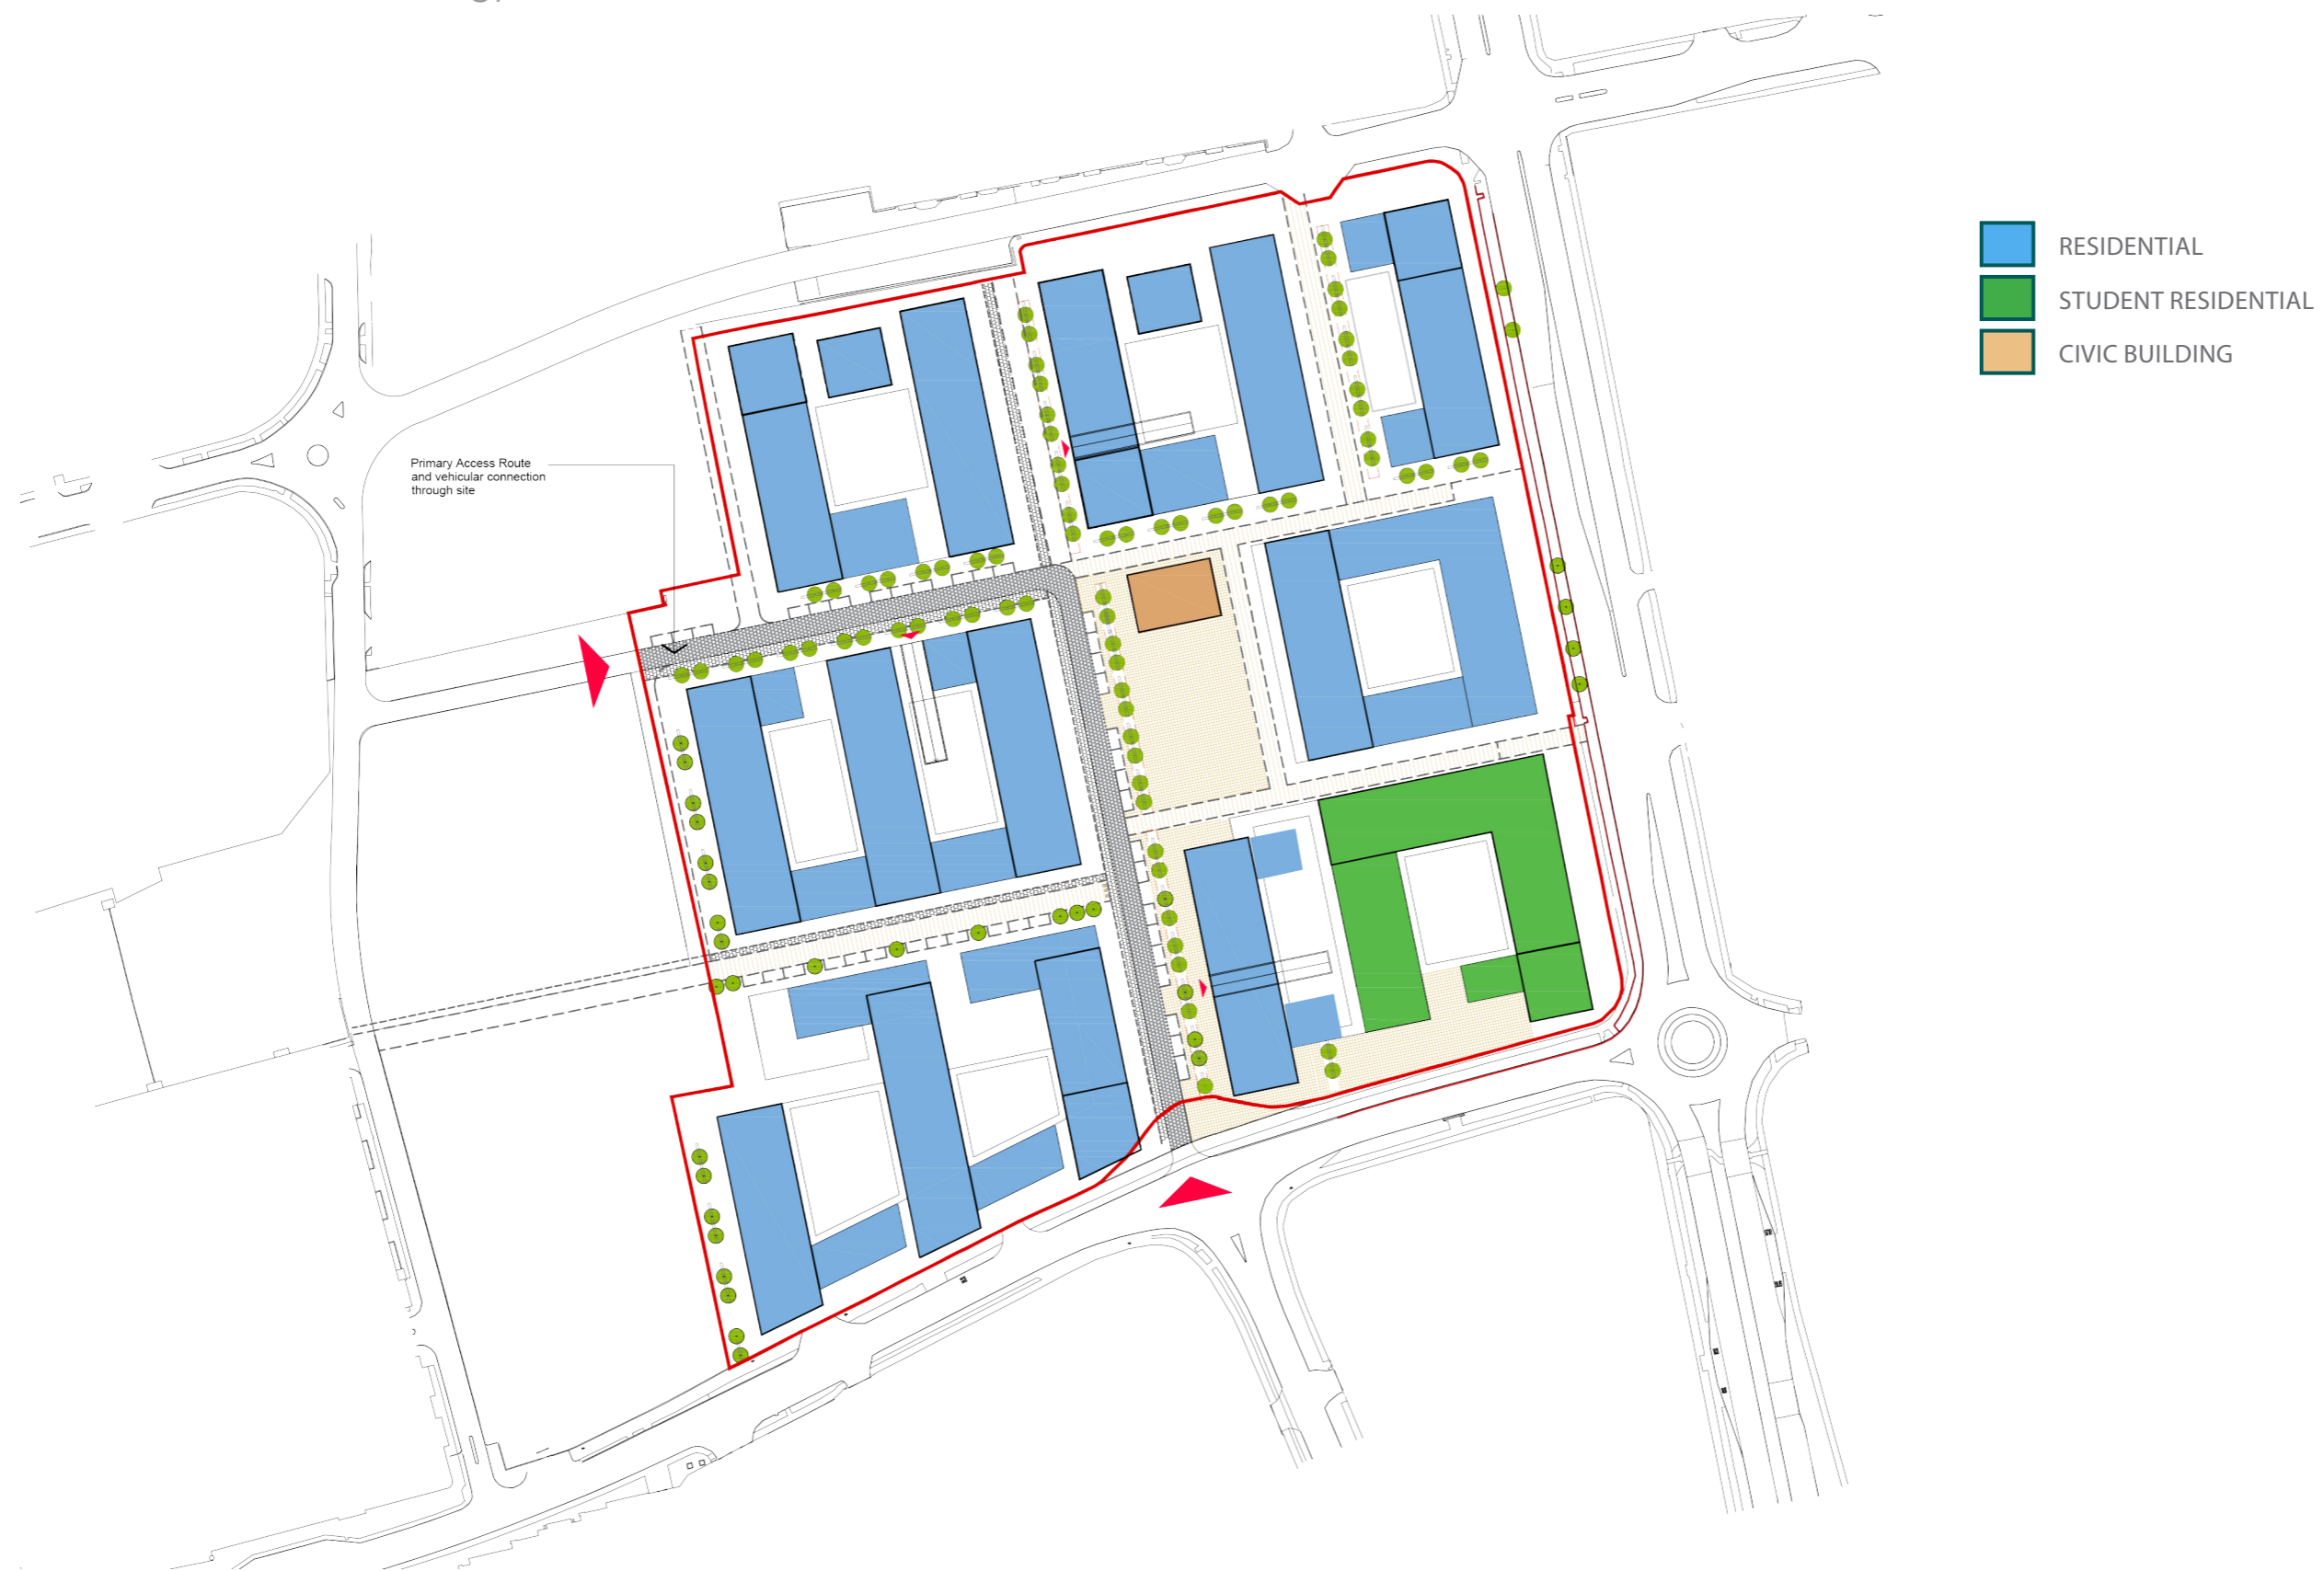 Primary Access Route
and vehicular connection
through site
RESIDENTIAL
STUDENT RESIDENTIAL
CIVIC BUILDING